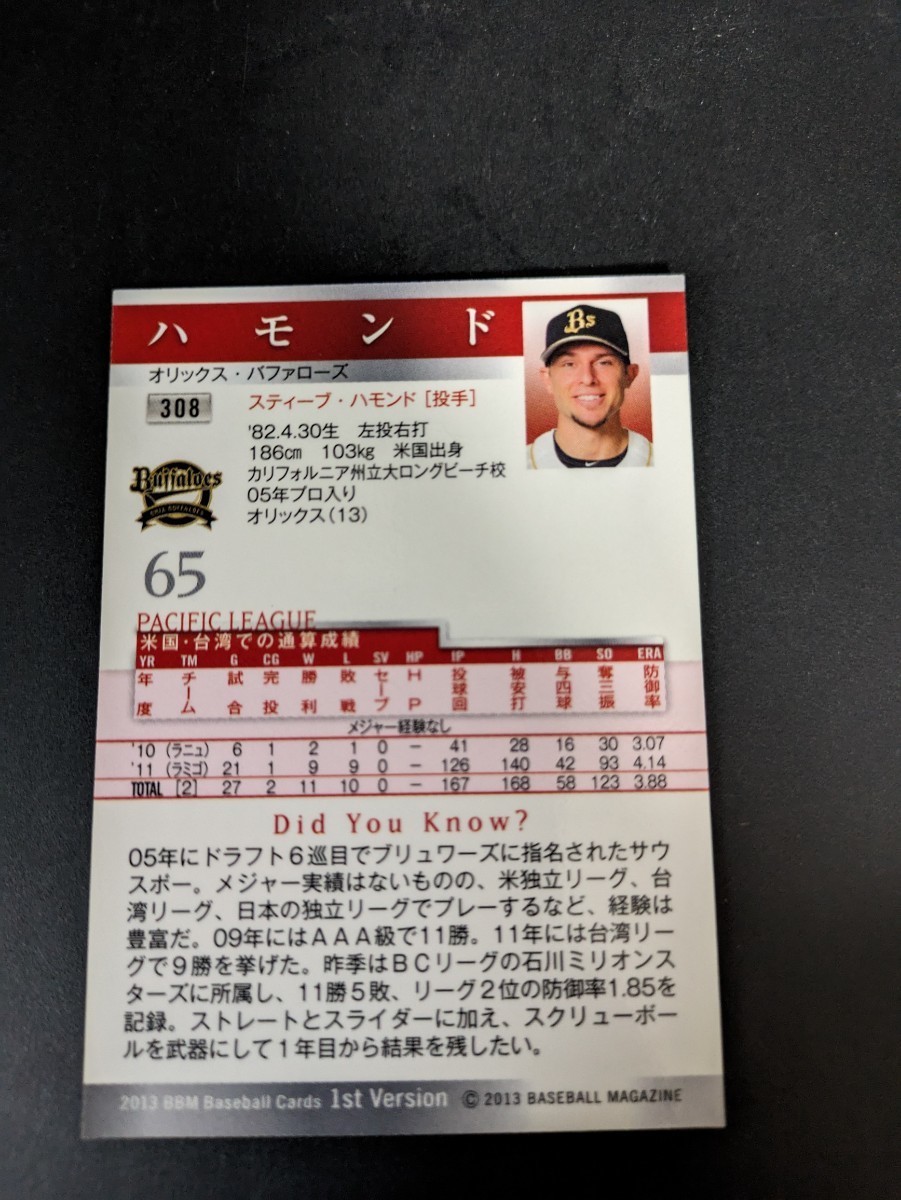 ハモンド
Bs
オリックス・バファローズ
308
スティーブ・ハモンド［投手］
'82.4.30生　左投右打
186㎝　103㎏　米国出身
カリフォルニア州立大ロングビーチ校
05年プロ入り
オリックス(13)
Buffaloes
ORIX BUFFALOES
65
PACIFIC LEAGUE
米国・台湾での通算成績
YR TM G CG W L SV HP IP H BB SO ERA
年度 チーム 試合 完投 勝利 敗戦 セーブ HP 投球回 被安打 与四球 奪三振 防御率
メジャー経験なし
'10 (ラニュ) 6 1 2 1 0 － 41 28 16 30 3.07
'11 (ラミゴ) 21 1 9 9 0 － 126 140 42 93 4.14
TOTAL [2] 27 2 11 10 0 － 167 168 58 123 3.88
Did You Know?
05年にドラフト6巡目でブリュワーズに指名されたサウ
スポー。メジャー実績はないものの、米独立リーグ、台
湾リーグ、日本の独立リーグでプレーするなど、経験は
豊富だ。09年にはＡＡＡ級で11勝。11年には台湾リー
グで９勝を挙げた。昨季はＢＣリーグの石川ミリオンス
ターズに所属し、11勝５敗、リーグ２位の防御率1.85を
記録。ストレートとスライダーに加え、スクリューボー
ルを武器にして１年目から結果を残したい。
2013 BBM Baseball Cards 1st Version © 2013 BASEBALL MAGAZINE